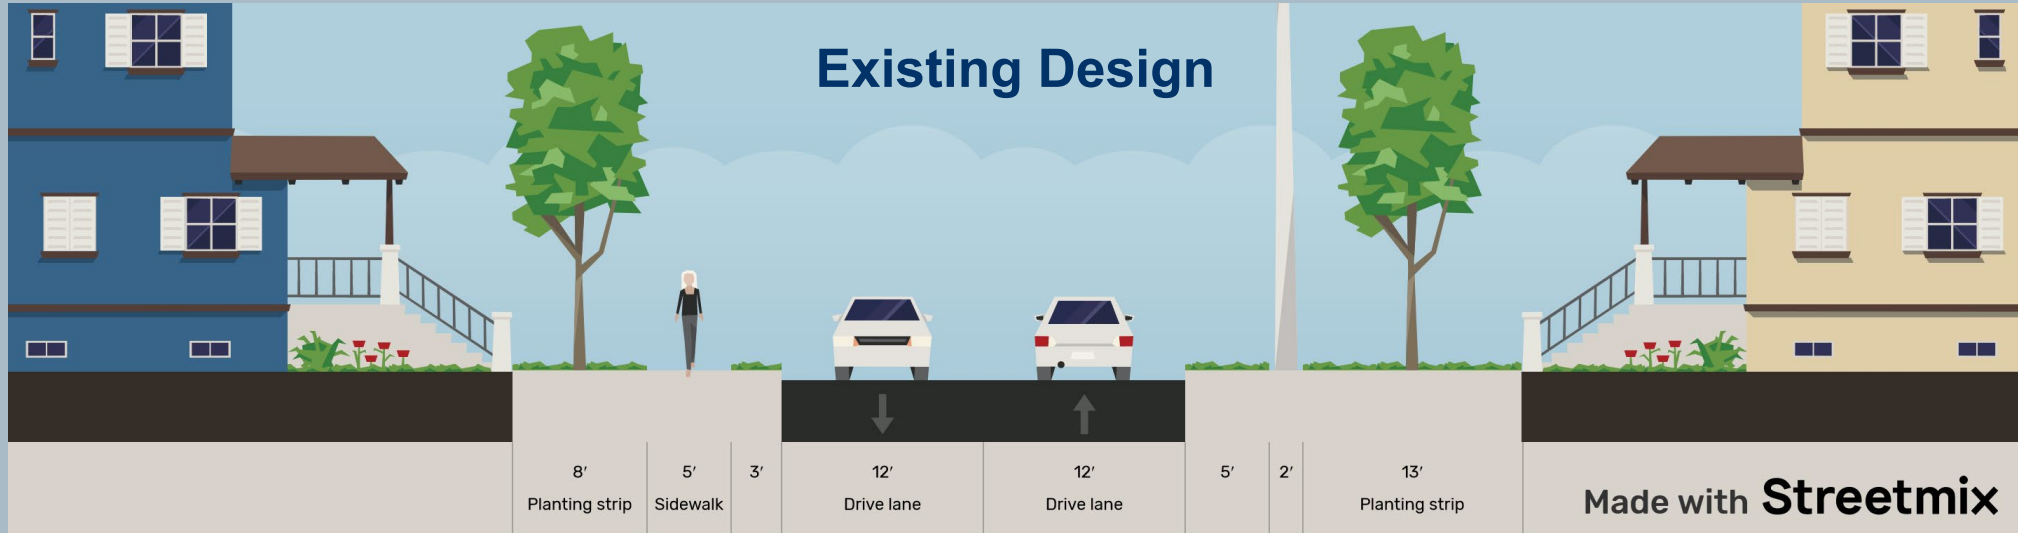 Existing Design
8′ 5′ 3′ 12′ 12′ 5′ 2′ 13′
Planting strip Sidewalk Drive lane Drive lane Planting strip
Made with Streetmix